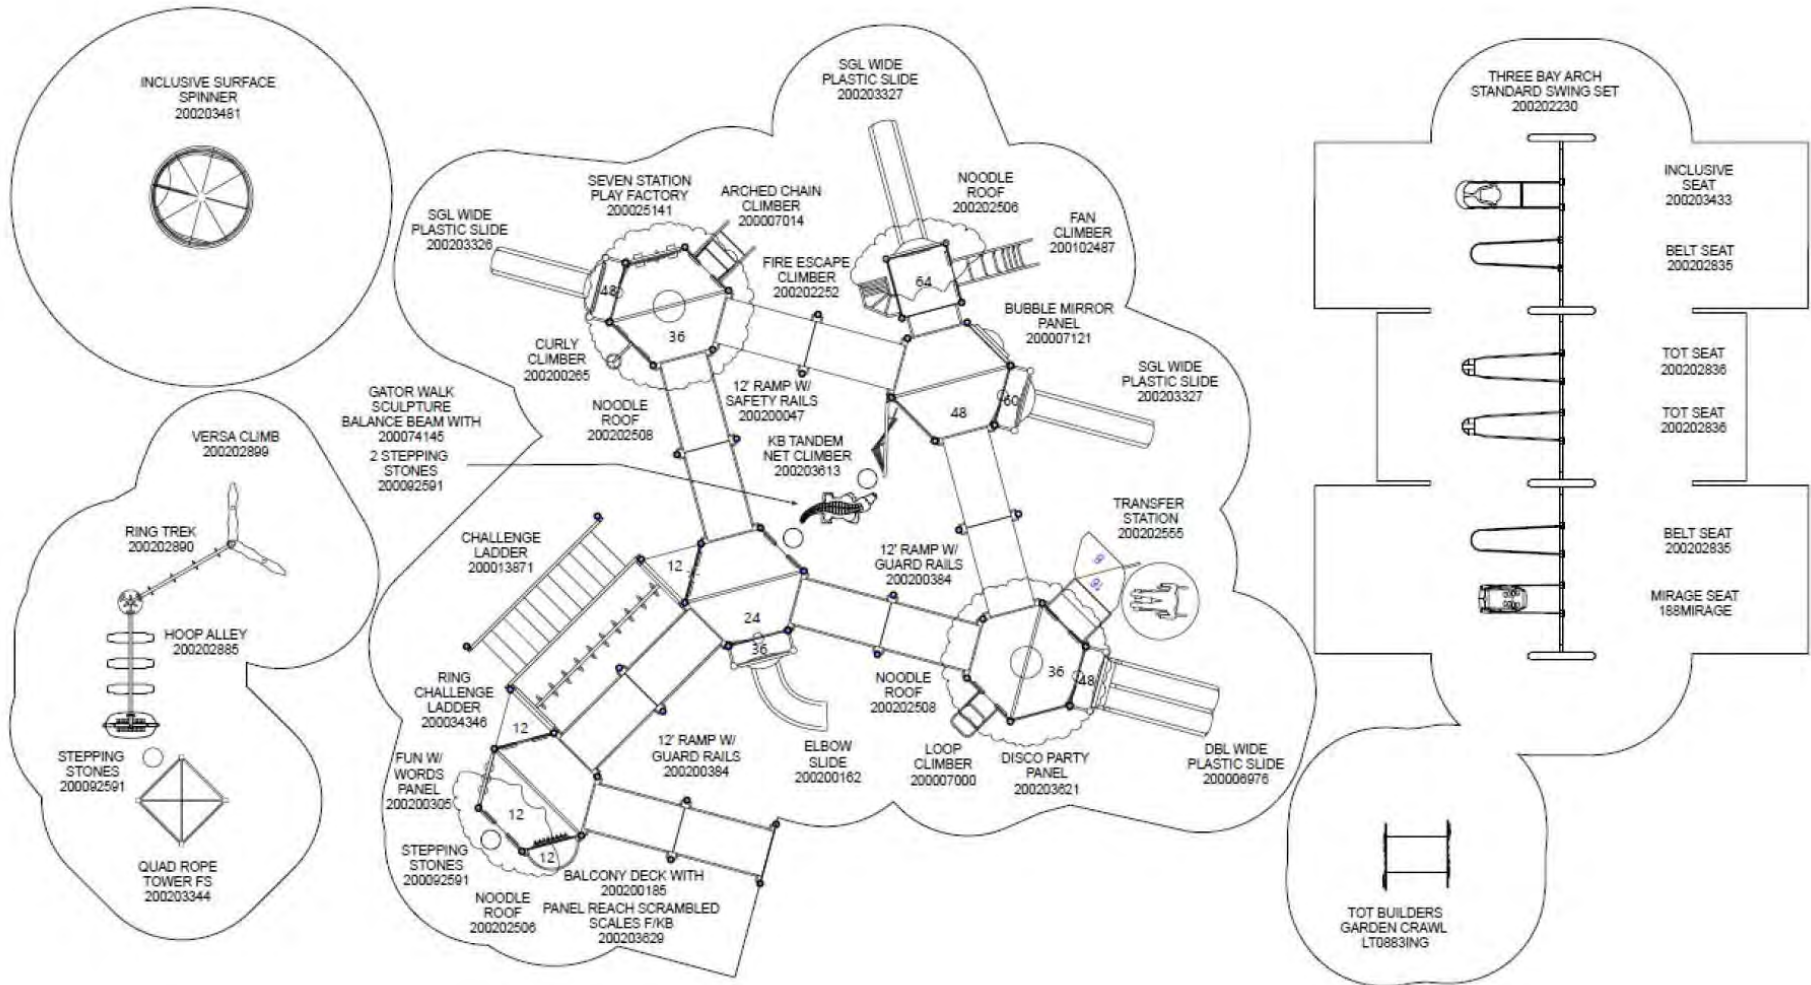 INCLUSIVE SURFACE
SPINNER
200203481
VERSA CLIMB
200202899
RING TREK
200202890
HOOP ALLEY
200202885
STEPPING
STONES
200092591
QUAD ROPE
TOWER FS
200203344
SGL WIDE
PLASTIC SLIDE
200203327
SEVEN STATION
PLAY FACTORY
200025141
ARCHED CHAIN
CLIMBER
200007014
NOODLE
ROOF
200202506
SGL WIDE
PLASTIC SLIDE
200203326
FAN
CLIMBER
200102487
FIRE ESCAPE
CLIMBER
200202252
48
36
64
BUBBLE MIRROR
PANEL
200007121
CURLY
CLIMBER
200200265
12' RAMP W/
SAFETY RAILS
200200047
SGL WIDE
PLASTIC SLIDE
200203327
GATOR WALK
SCULPTURE
BALANCE BEAM WITH
200074145
2 STEPPING
STONES
200092591
NOODLE
ROOF
200202508
48
60
KB TANDEM
NET CLIMBER
200203613
TRANSFER
STATION
200202555
CHALLENGE
LADDER
200013871
12' RAMP W/
GUARD RAILS
200200384
12
24
36
8
16
RING
CHALLENGE
LADDER
200034346
NOODLE
ROOF
200202508
36
48
12
FUN W/
WORDS
PANEL
200200305
12' RAMP W/
GUARD RAILS
200200384
ELBOW
SLIDE
200200162
LOOP
CLIMBER
200007000
DISCO PARTY
PANEL
200203621
DBL WIDE
PLASTIC SLIDE
200006976
12
12
STEPPING
STONES
200092591
NOODLE
ROOF
200202506
BALCONY DECK WITH
200200185
PANEL REACH SCRAMBLED
SCALES F/KB
200203629
THREE BAY ARCH
STANDARD SWING SET
200202230
INCLUSIVE
SEAT
200203433
BELT SEAT
200202835
TOT SEAT
200202836
TOT SEAT
200202836
BELT SEAT
200202835
MIRAGE SEAT
188MIRAGE
TOT BUILDERS
GARDEN CRAWL
LT0883ING